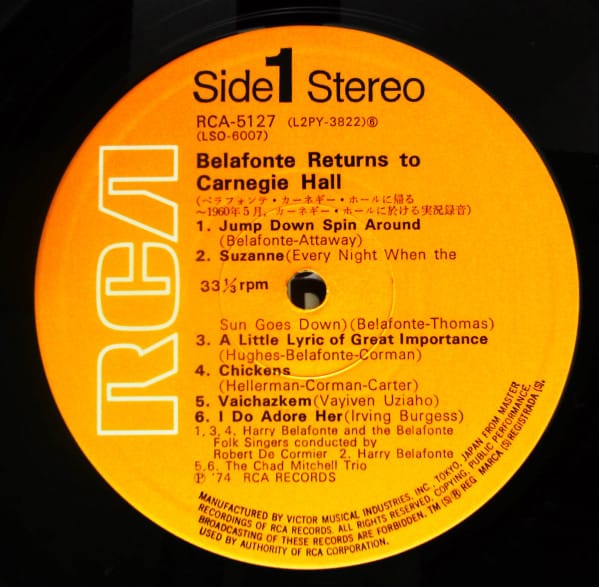 Side 1 Stereo
RCA-5127 (L2PY-3822)⑥
(LSO-6007)
Belafonte Returns to
Carnegie Hall
(ベラフォンテ・カーネギー・ホールに帰る
〜1960年5月, カーネギー・ホールに於ける実況録音)
1. Jump Down Spin Around
(Belafonte-Attaway)
2. Suzanne (Every Night When the
33⅓ rpm
Sun Goes Down) (Belafonte-Thomas)
3. A Little Lyric of Great Importance
(Hughes-Belafonte-Corman)
4. Chickens
(Hellerman-Corman-Carter)
5. Vaichazkem (Vayiven Uziaho)
6. I Do Adore Her (Irving Burgess)
1, 3, 4. Harry Belafonte and the Belafonte
Folk Singers conducted by
Robert De Cormier 2. Harry Belafonte
5,6. The Chad Mitchell Trio
Ⓟ '74 RCA RECORDS
RCA
MANUFACTURED BY VICTOR MUSICAL INDUSTRIES, INC., TOKYO, JAPAN FROM MASTER
RECORDINGS OF RCA RECORDS. ALL RIGHTS RESERVED, COPYING, PUBLIC PERFORMANCE,
BROADCASTING OF THESE RECORDS ARE FORBIDDEN. TM(S)® REG. MARCA(S) REGISTRADA(S).
USED BY AUTHORITY OF RCA CORPORATION.